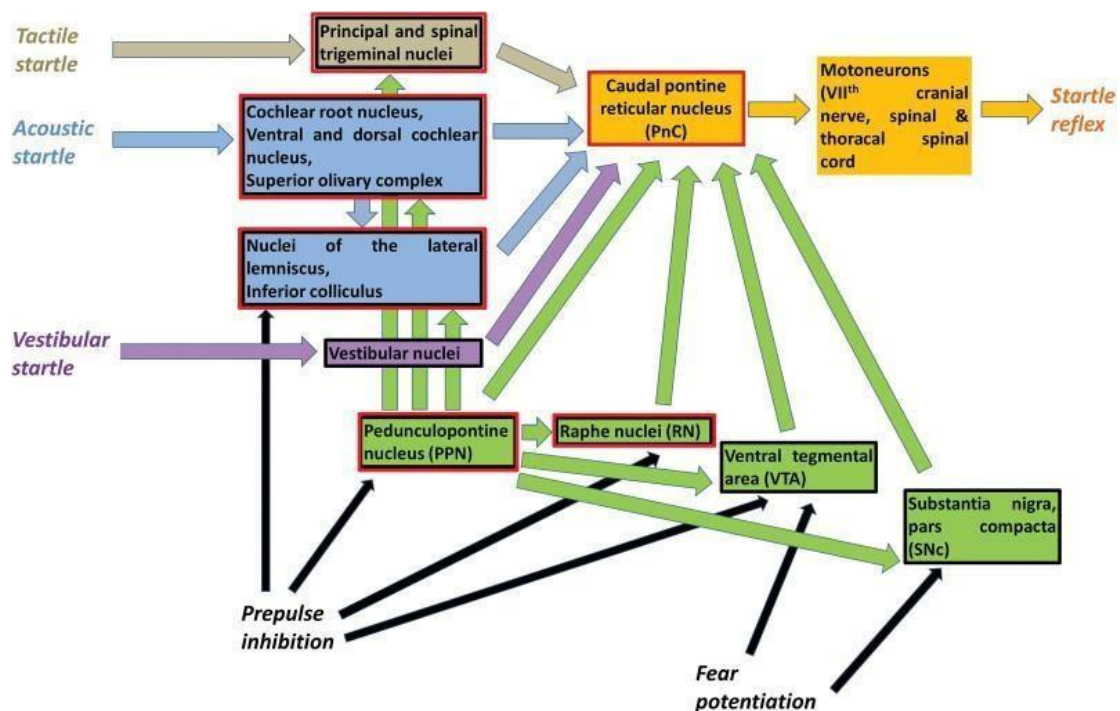 Tactile
startle
Principal and spinal
trigeminal nuclei
Acoustic
startle
Cochlear root nucleus,
Ventral and dorsal cochlear
nucleus,
Superior olivary complex
Caudal pontine
reticular nucleus
(PnC)
Motoneurons
(VIIth cranial
nerve, spinal &
thoracal spinal
cord
Startle
reflex
Nuclei of the lateral
lemniscus,
Inferior colliculus
Vestibular
startle
Vestibular nuclei
Pedunculopontine
nucleus (PPN)
Raphe nuclei (RN)
Ventral tegmental
area (VTA)
Substantia nigra,
pars compacta
(SNc)
Prepulse
inhibition
Fear
potentiation